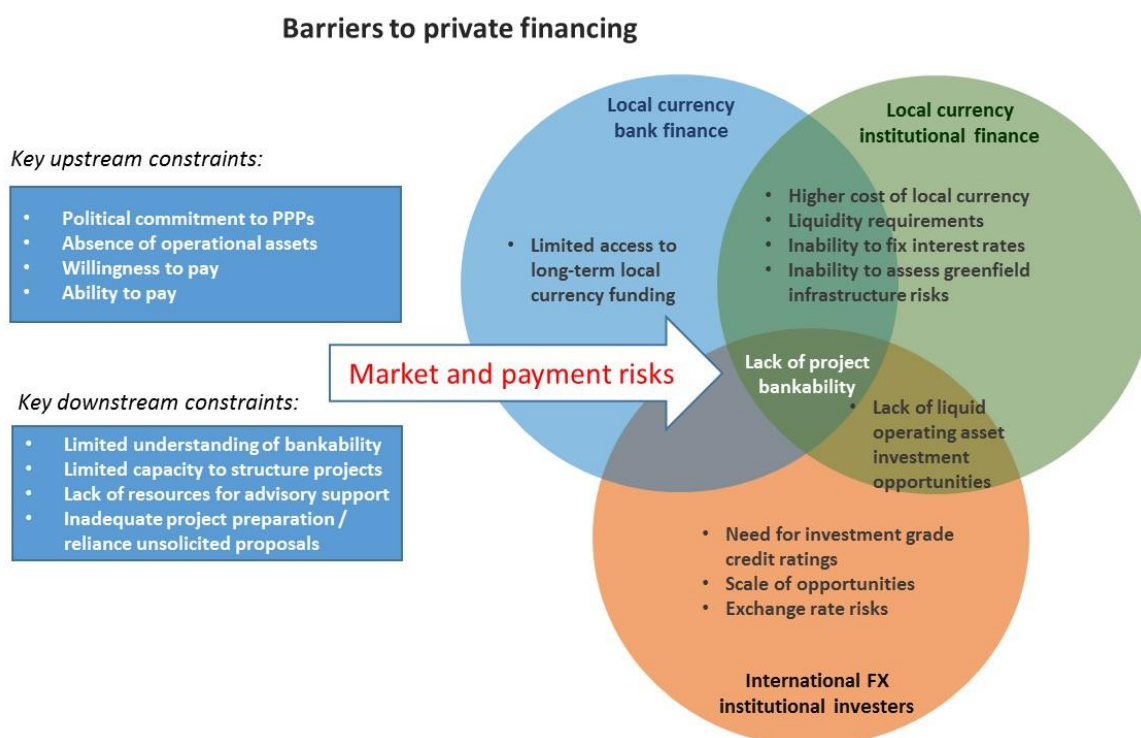 Barriers to private financing
Key upstream constraints:
• Political commitment to PPPs
• Absence of operational assets
• Willingness to pay
• Ability to pay
Key downstream constraints:
• Limited understanding of bankability
• Limited capacity to structure projects
• Lack of resources for advisory support
• Inadequate project preparation /
reliance unsolicited proposals
Market and payment risks
Local currency
bank finance
• Limited access to
long-term local
currency funding
Local currency
institutional finance
• Higher cost of local currency
• Liquidity requirements
• Inability to fix interest rates
• Inability to assess greenfield
infrastructure risks
Lack of project
bankability
• Lack of liquid
operating asset
investment
opportunities
• Need for investment grade
credit ratings
• Scale of opportunities
• Exchange rate risks
International FX
institutional investers